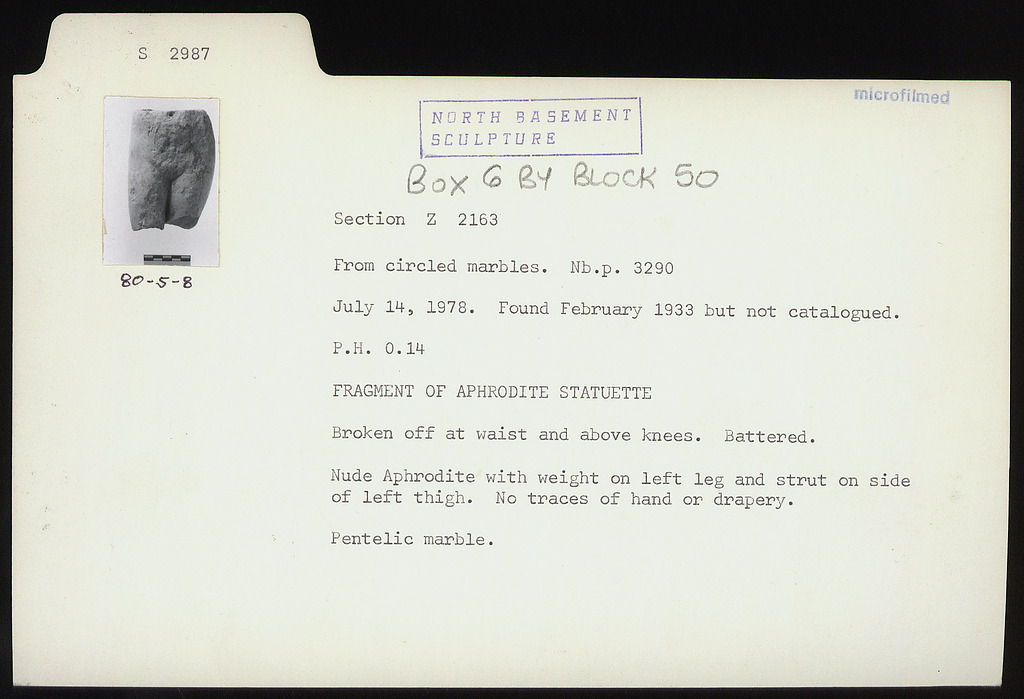 S 2987
microfilmed
NORTH BASEMENT
SCULPTURE
BOX 6 BY BLOCK 50
80-5-8
Section Z 2163
From circled marbles. Nb.p. 3290
July 14, 1978. Found February 1933 but not catalogued.
P.H. 0.14
FRAGMENT OF APHRODITE STATUETTE
Broken off at waist and above knees. Battered.
Nude Aphrodite with weight on left leg and strut on side
of left thigh. No traces of hand or drapery.
Pentelic marble.